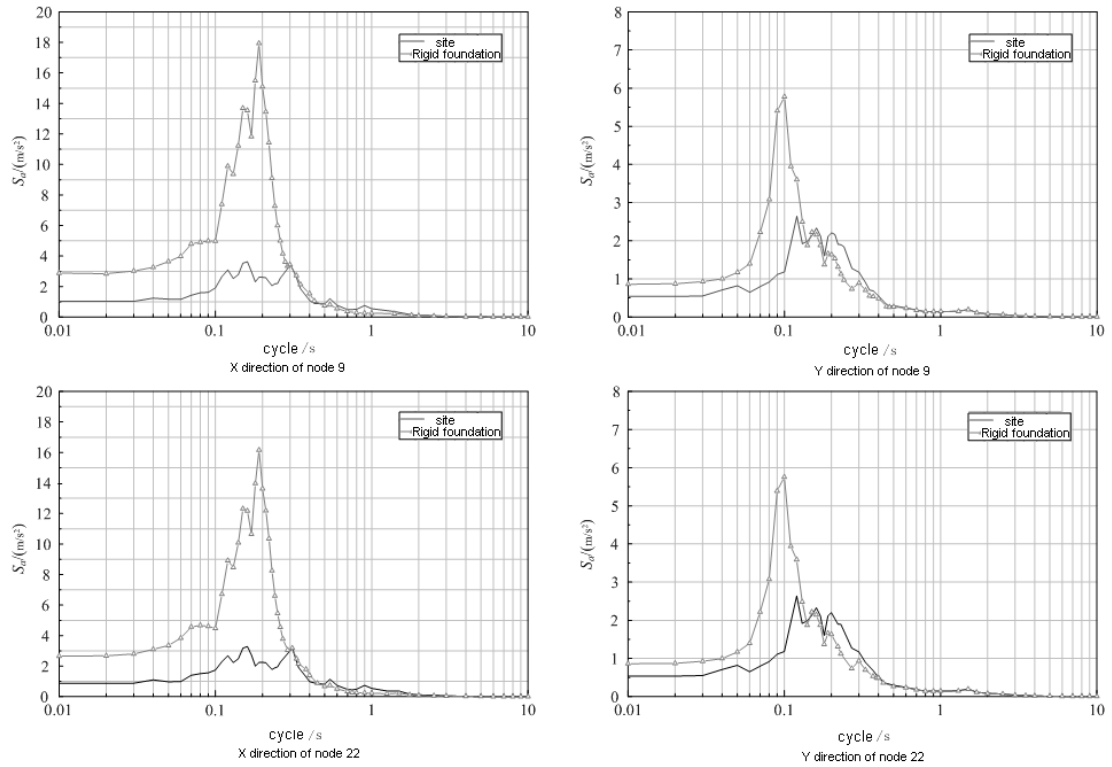 20
18
16
14
12
10
8
6
4
2
0
Sa/(m/s²)
site
Rigid foundation
0.01 0.1 1 10
cycle /s
X direction of node 9
8
7
6
5
4
3
2
1
0
Sa/(m/s²)
site
Rigid foundation
0.01 0.1 1 10
cycle /s
Y direction of node 9
20
18
16
14
12
10
8
6
4
2
0
Sa/(m/s²)
site
Rigid foundation
0.01 0.1 1 10
cycle /s
X direction of node 22
8
7
6
5
4
3
2
1
0
Sa/(m/s²)
site
Rigid foundation
0.01 0.1 1 10
cycle /s
Y direction of node 22